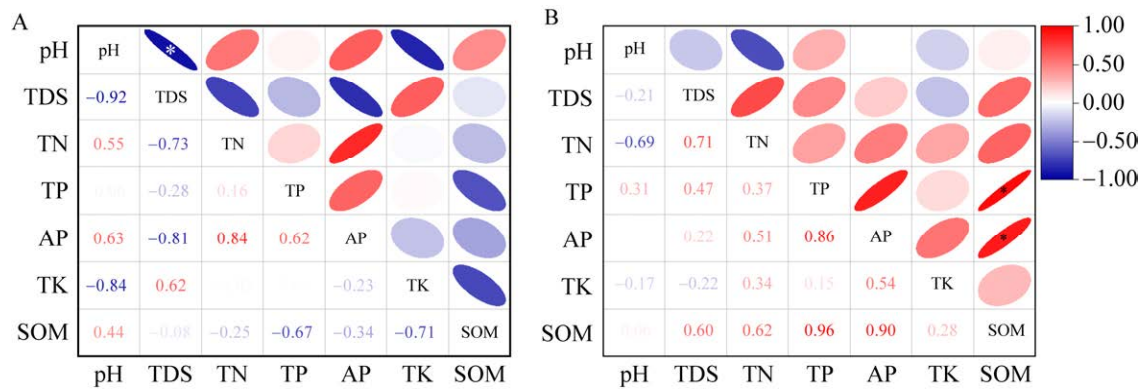 A
B
pH pH *
TDS −0.92 TDS
TN 0.55 −0.73 TN
TP −0.28 0.16 TP
AP 0.63 −0.81 0.84 0.62 AP
TK −0.84 0.62 −0.23 TK
SOM 0.44 −0.08 −0.25 −0.67 −0.34 −0.71 SOM
pH TDS TN TP AP TK SOM
pH pH
TDS −0.21 TDS
TN −0.69 0.71 TN
TP 0.31 0.47 0.37 TP *
AP 0.22 0.51 0.86 AP *
TK −0.17 −0.22 0.34 0.15 0.54 TK
SOM 0.60 0.62 0.96 0.90 0.28 SOM
pH TDS TN TP AP TK SOM
1.00
0.50
0.00
−0.50
−1.00